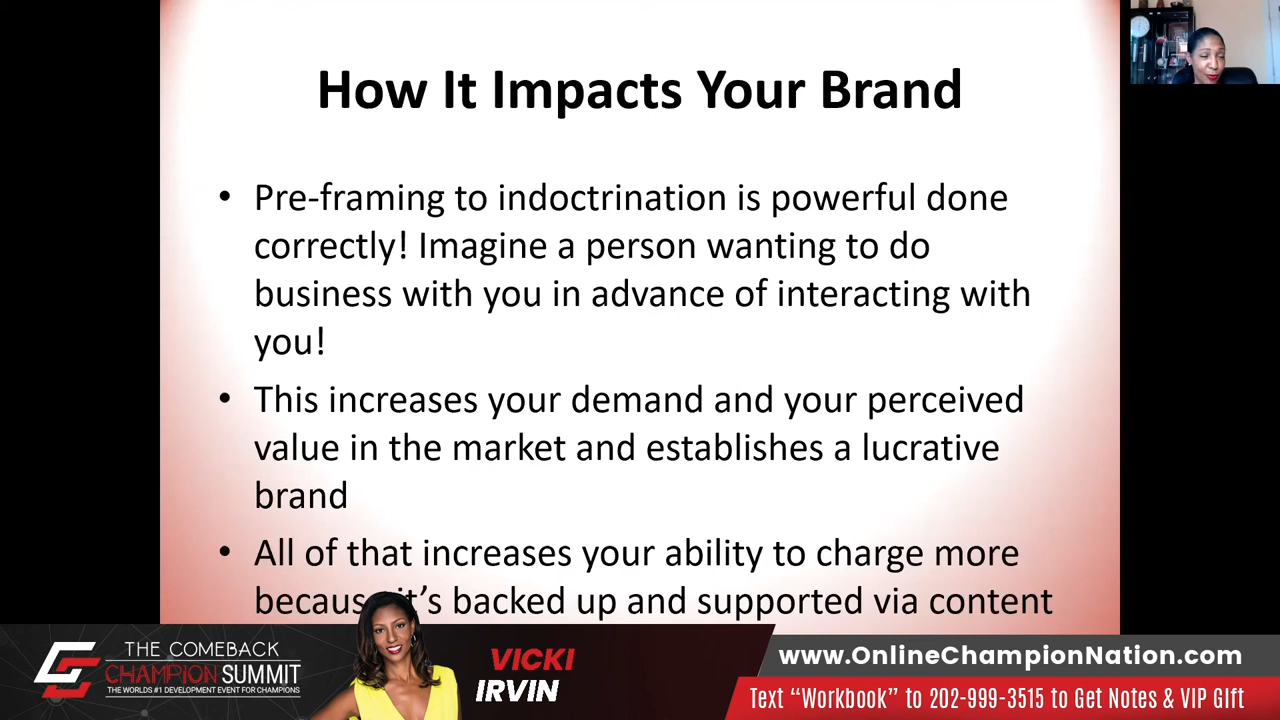 How It Impacts Your Brand
• Pre-framing to indoctrination is powerful done
correctly! Imagine a person wanting to do
business with you in advance of interacting with
you!
• This increases your demand and your perceived
value in the market and establishes a lucrative
brand
• All of that increases your ability to charge more
because it’s backed up and supported via content
THE COMEBACK
CHAMPION SUMMIT
THE WORLDS #1 DEVELOPMENT EVENT FOR CHAMPIONS
VICKI
IRVIN
www.OnlineChampionNation.com
Text “Workbook” to 202-999-3515 to Get Notes & VIP GIft